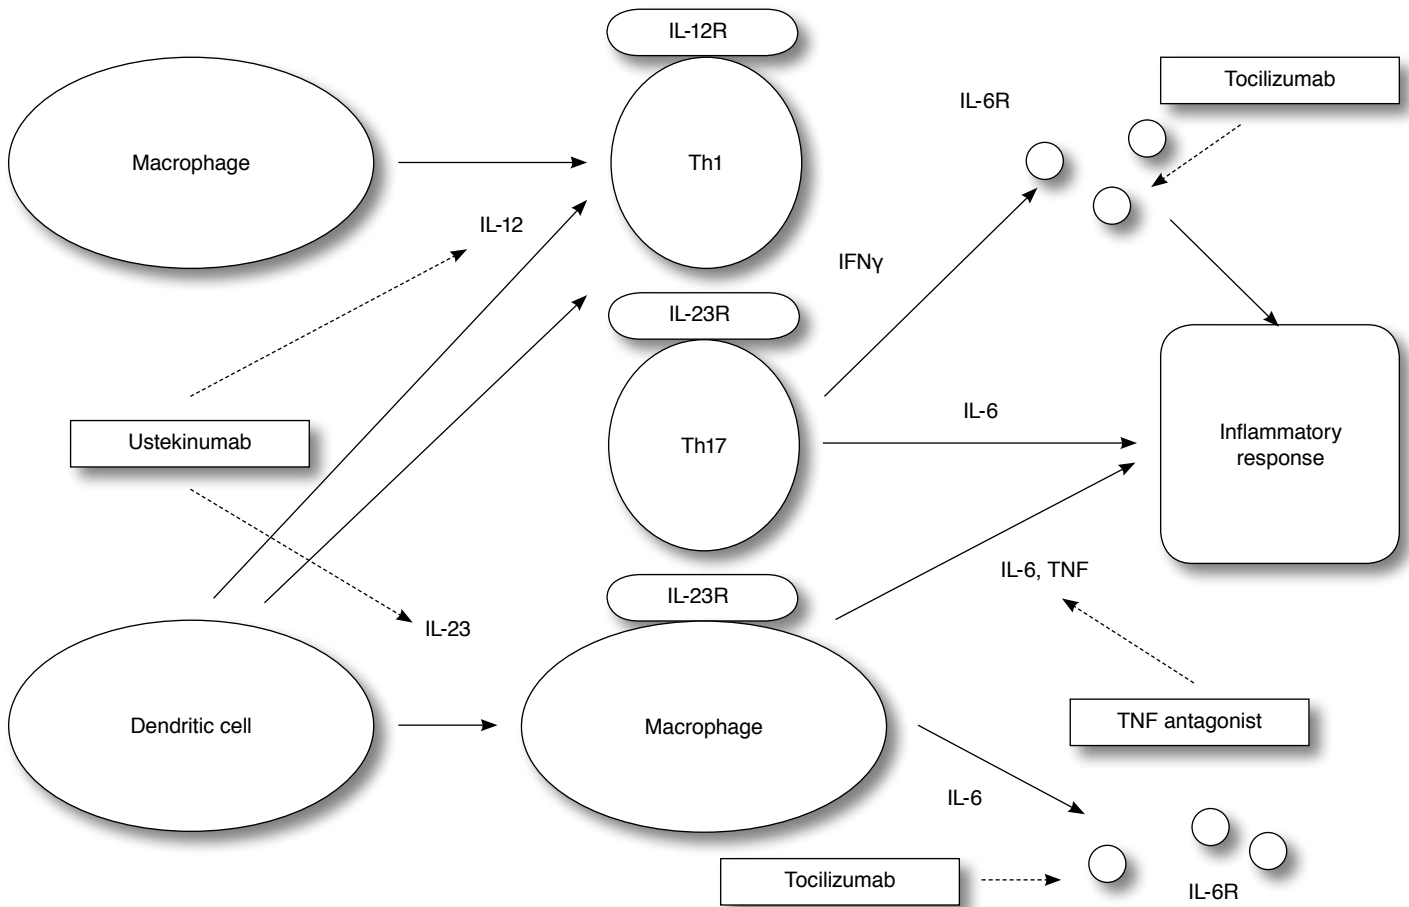 IL-12R
Tocilizumab
IL-6R
Macrophage
Th1
IL-12
IFNγ
IL-23R
IL-6
Ustekinumab
Th17
Inflammatory
response
IL-6, TNF
IL-23R
IL-23
Dendritic cell
Macrophage
TNF antagonist
IL-6
Tocilizumab
IL-6R